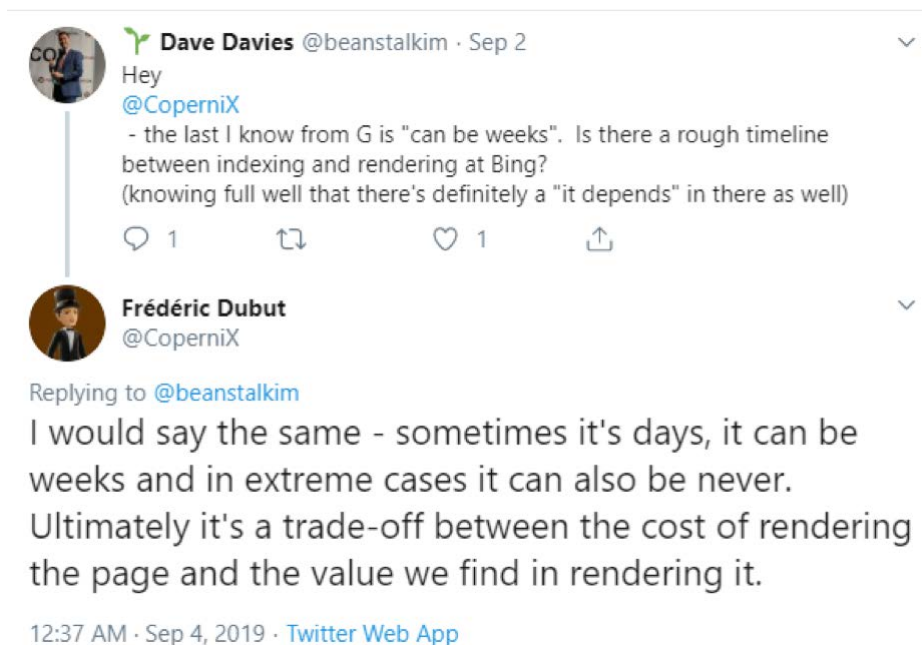 Dave Davies @beanstalkim · Sep 2
Hey
@CoperniX
- the last I know from G is "can be weeks".  Is there a rough timeline
between indexing and rendering at Bing?
(knowing full well that there's definitely a "it depends" in there as well)
1 1
Frédéric Dubut
@CoperniX
Replying to @beanstalkim
I would say the same - sometimes it's days, it can be
weeks and in extreme cases it can also be never.
Ultimately it's a trade-off between the cost of rendering
the page and the value we find in rendering it.
12:37 AM · Sep 4, 2019 · Twitter Web App